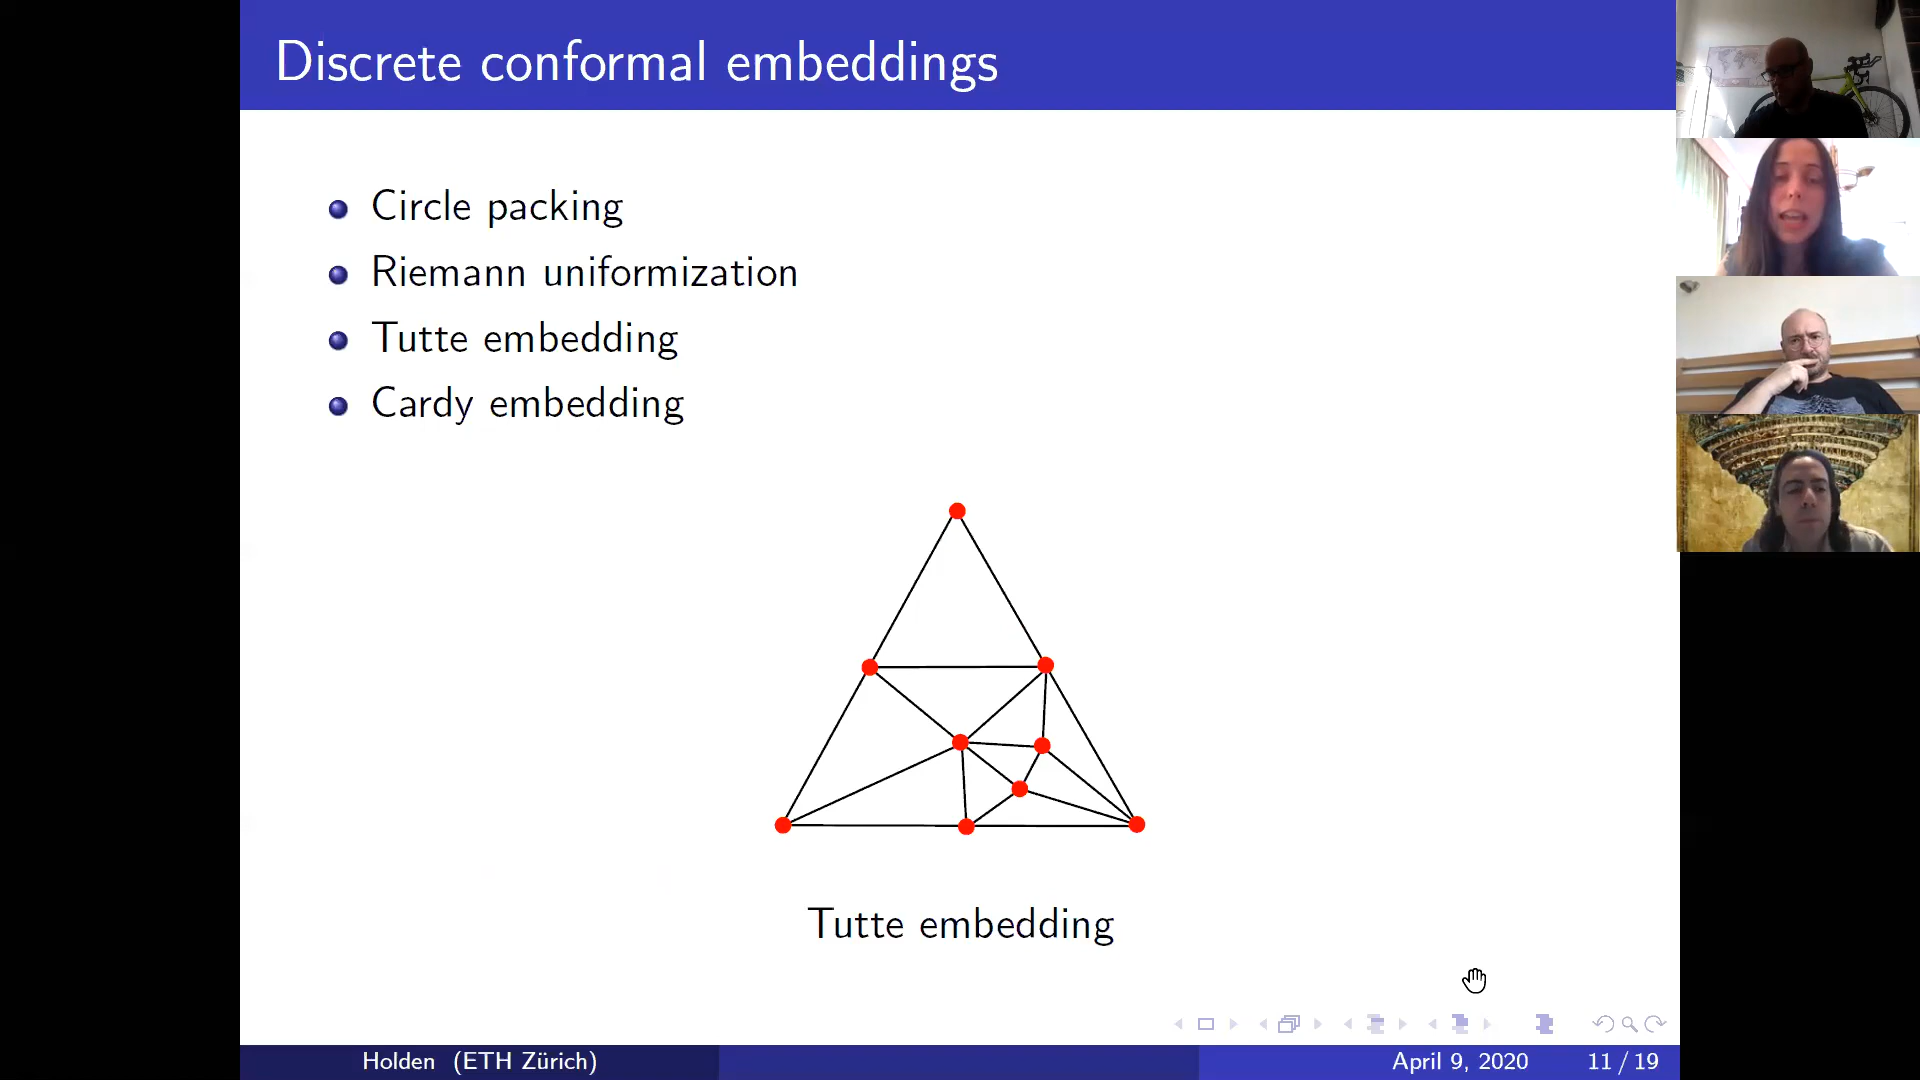 Discrete conformal embeddings
Circle packing
Riemann uniformization
Tutte embedding
Cardy embedding
Tutte embedding
Holden (ETH Zürich)
April 9, 2020
11 / 19